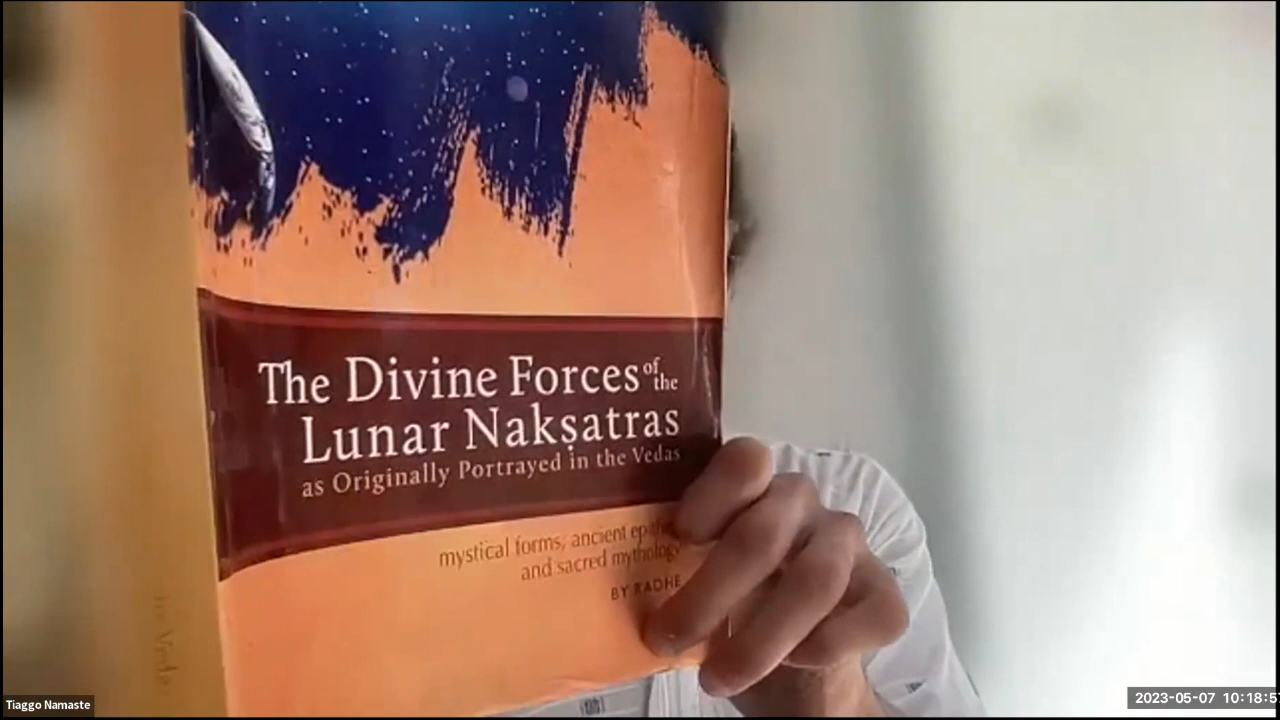 The Divine Forces of the
Lunar Nakṣatras
as Originally Portrayed in the Vedas
mystical forms, ancient
and sacred mythology
BY RADHE
Tiaggo Namaste
2023-05-07 10:18:5